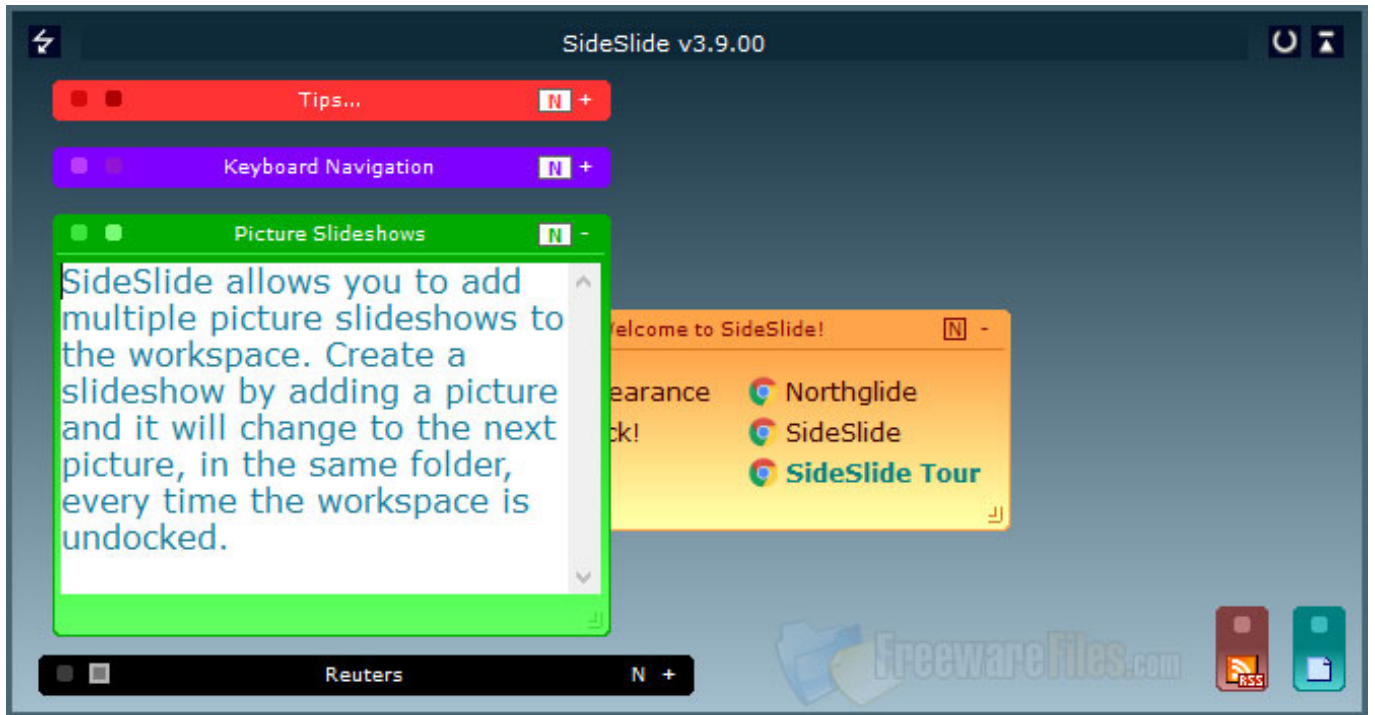 SideSlide v3.9.00
Tips... N +
Keyboard Navigation N +
Picture Slideshows N -
SideSlide allows you to add
multiple picture slideshows to
the workspace. Create a
slideshow by adding a picture
and it will change to the next
picture, in the same folder,
every time the workspace is
undocked.
elcome to SideSlide! N -
earance
Northglide
ck!
SideSlide
SideSlide Tour
Reuters N +
FreewareFiles.com
RSS